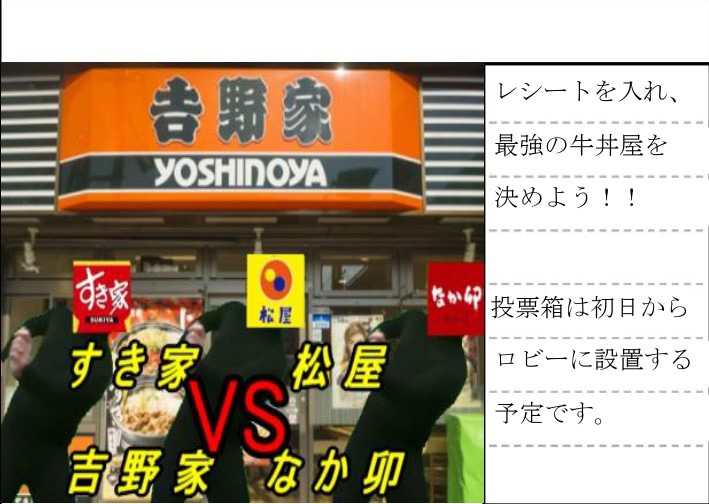 吉野家
YOSHINOYA
すき家
SUKIYA
松屋
なか卯
すき家
松屋
VS
吉野家
なか卯
レシートを入れ、
最強の牛丼屋を
決めよう！！
投票箱は初日から
ロビーに設置する
予定です。